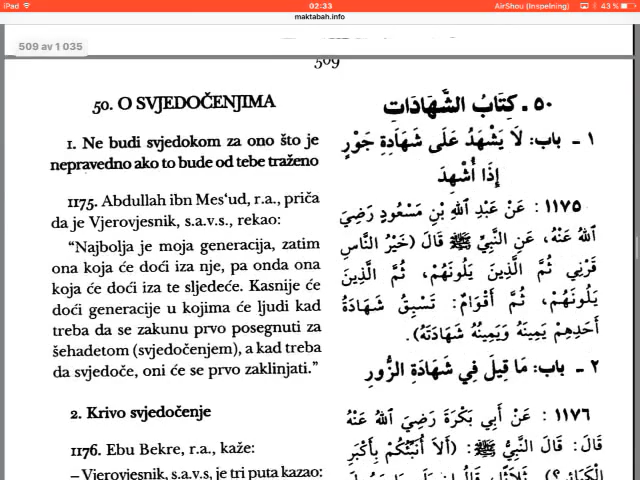 iPad
02:33
AirShou (Inspelning)
43 %
maktabah.info
509 av 1 035
509
50. O SVJEDOČENJIMA
1. Ne budi svjedokom za ono što je
nepravedno ako to bude od tebe traženo
1175. Abdullah ibn Mes‘ud, r.a., priča
da je Vjerovjesnik, s.a.v.s., rekao:
“Najbolja je moja generacija, zatim
ona koja će doći iza nje, pa onda ona
koja će doći iza te sljedeće. Kasnije će
doći generacije u kojima će ljudi kad
treba da se zakunu prvo posegnuti za
šehadetom (svjedočenjem), a kad treba
da svjedoče, oni će se prvo zaklinjati.”
2. Krivo svjedočenje
1176. Ebu Bekre, r.a., kaže:
– Vjerovjesnik, s.a.v.s, je tri puta kazao:
٥٠ ـ كِتَابُ الشَّهَادَاتِ
١ ـ باب: لَا يَشْهَدُ عَلَى شَهَادَةِ جَوْرٍ
إِذَا أُشْهِدَ
١١٧٥ : عَنْ عَبْدِ اللهِ بْنِ مَسْعُودٍ رَضِيَ
اللهُ عَنْهُ، عَنِ النَّبِيِّ ﷺ قَالَ (خَيْرُ النَّاسِ
قَرْنِي ثُمَّ الَّذِينَ يَلُونَهُمْ، ثُمَّ الَّذِينَ
يَلُونَهُمْ، ثُمَّ أَقْوَامٌ: تَسْبِقُ شَهَادَةُ
أَحَدِهِمْ يَمِينَهُ وَيَمِينُهُ شَهَادَتَهُ).
٢ ـ باب: مَا قِيلَ فِي شَهَادَةِ الزُّورِ
١١٧٦ : عَنْ أَبِي بَكْرَةَ رَضِيَ اللهُ عَنْهُ
قَالَ: قَالَ النَّبِيُّ ﷺ: (أَلَا أُنَبِّئُكُمْ بِأَكْبَرِ